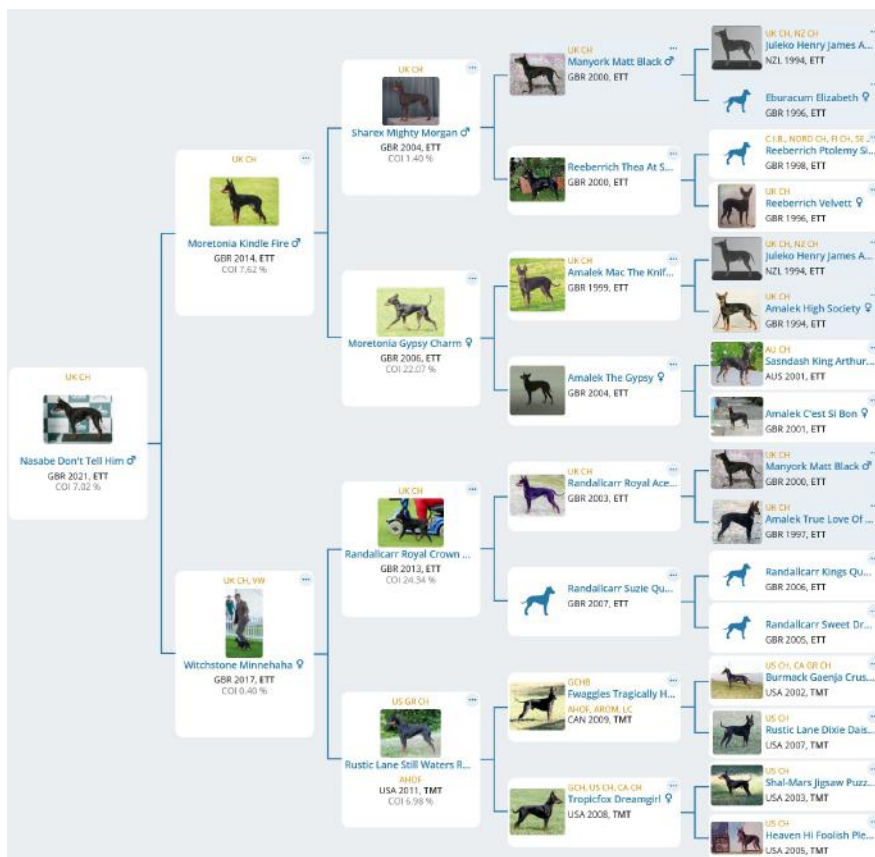 UK CH
Nasabe Don't Tell Him ♂
GBR 2021, ETT
COI 7.02 %
UK CH
Moretonia Kindle Fire ♂
GBR 2014, ETT
COI 7.62 %
UK CH, VW
Witchstone Minnehaha ♀
GBR 2017, ETT
COI 0.40 %
UK CH
Sharex Mighty Morgan ♂
GBR 2004, ETT
COI 1.40 %
Moretonia Gypsy Charm ♀
GBR 2006, ETT
COI 22.07 %
UK CH
Randallcarr Royal Crown ...
GBR 2013, ETT
COI 24.34 %
US GR CH
Rustic Lane Still Waters R...
AHOF
USA 2011, TMT
COI 6.98 %
UK CH
Manyork Matt Black ♂
GBR 2000, ETT
Reeberrich Thea At S...
GBR 2000, ETT
UK CH
Amalek Mac The Knif...
GBR 1999, ETT
Amalek The Gypsy ♀
GBR 2004, ETT
UK CH
Randallcarr Royal Ace...
GBR 2003, ETT
Randallcarr Suzie Qu...
GBR 2007, ETT
GCHB
Fwaggles Tragically H...
AHOF, AROM, LC
CAN 2009, TMT
GCH, US CH, CA CH
Tropicfox Dreamgirl ♀
USA 2008, TMT
UK CH, NZ CH
Juleko Henry James A...
NZL 1994, ETT
Eburacum Elizabeth ♀
GBR 1996, ETT
C.I.B., NORD CH, FI CH, SE ...
Reeberrich Ptolemy Si...
GBR 1998, ETT
UK CH
Reeberrich Velvett ♀
GBR 1996, ETT
UK CH, NZ CH
Juleko Henry James A...
NZL 1994, ETT
UK CH
Amalek High Society ♀
GBR 1994, ETT
AU CH
Sasndash King Arthur...
AUS 2001, ETT
Amalek C'est Si Bon ♀
GBR 2001, ETT
UK CH
Manyork Matt Black ♂
GBR 2000, ETT
UK CH
Amalek True Love Of ...
GBR 1997, ETT
Randallcarr Kings Qu...
GBR 2006, ETT
Randallcarr Sweet Dr...
GBR 2005, ETT
US CH, CA GR CH
Burmack Gaenja Crus...
USA 2002, TMT
US CH
Rustic Lane Dixie Dais...
USA 2007, TMT
US CH
Shal-Mars Jigsaw Puzz...
USA 2003, TMT
US CH
Heaven Hi Foolish Ple...
USA 2005, TMT